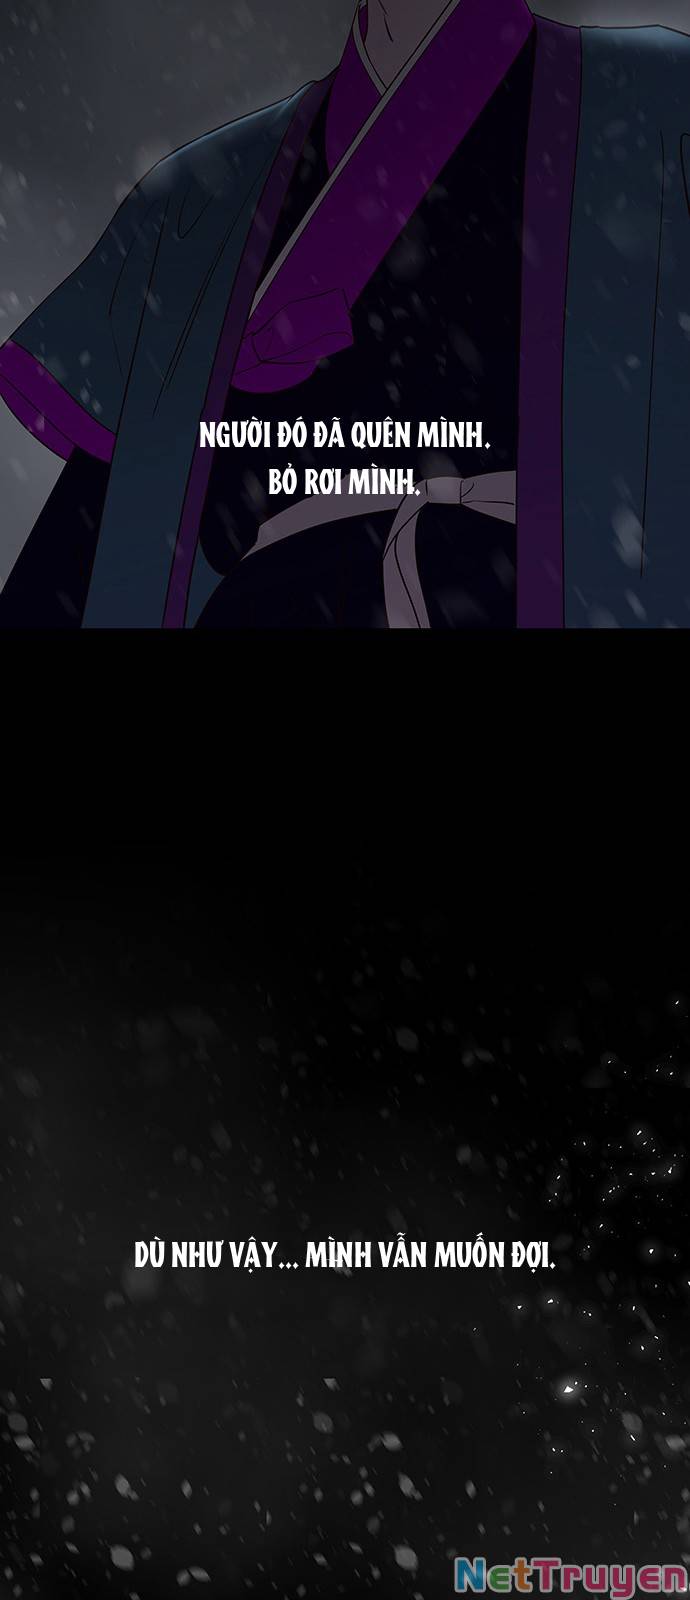 NGƯỜI ĐÓ ĐÃ QUÊN MÌNH.
BỎ RƠI MÌNH.
DÙ NHƯ VẬY... MÌNH VẪN MUỐN ĐỢI.
NetTruyen